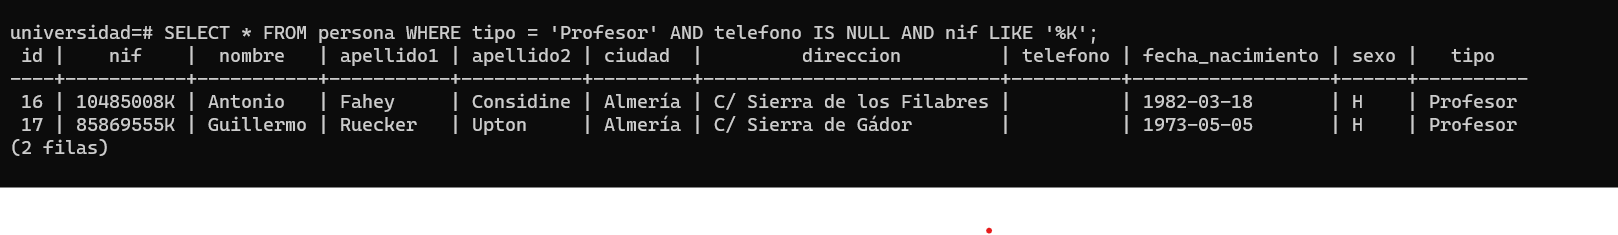 universidad=# SELECT * FROM persona WHERE tipo = 'Profesor' AND telefono IS NULL AND nif LIKE '%K';
 id |    nif    |  nombre   | apellido1 | apellido2 | ciudad  |         direccion         | telefono | fecha_nacimiento | sexo |   tipo
----+-----------+-----------+-----------+-----------+---------+---------------------------+----------+------------------+------+----------
 16 | 10485008K | Antonio   | Fahey     | Considine | Almería | C/ Sierra de los Filabres |          | 1982-03-18       | H    | Profesor
 17 | 85869555K | Guillermo | Ruecker   | Upton     | Almería | C/ Sierra de Gádor        |          | 1973-05-05       | H    | Profesor
(2 filas)